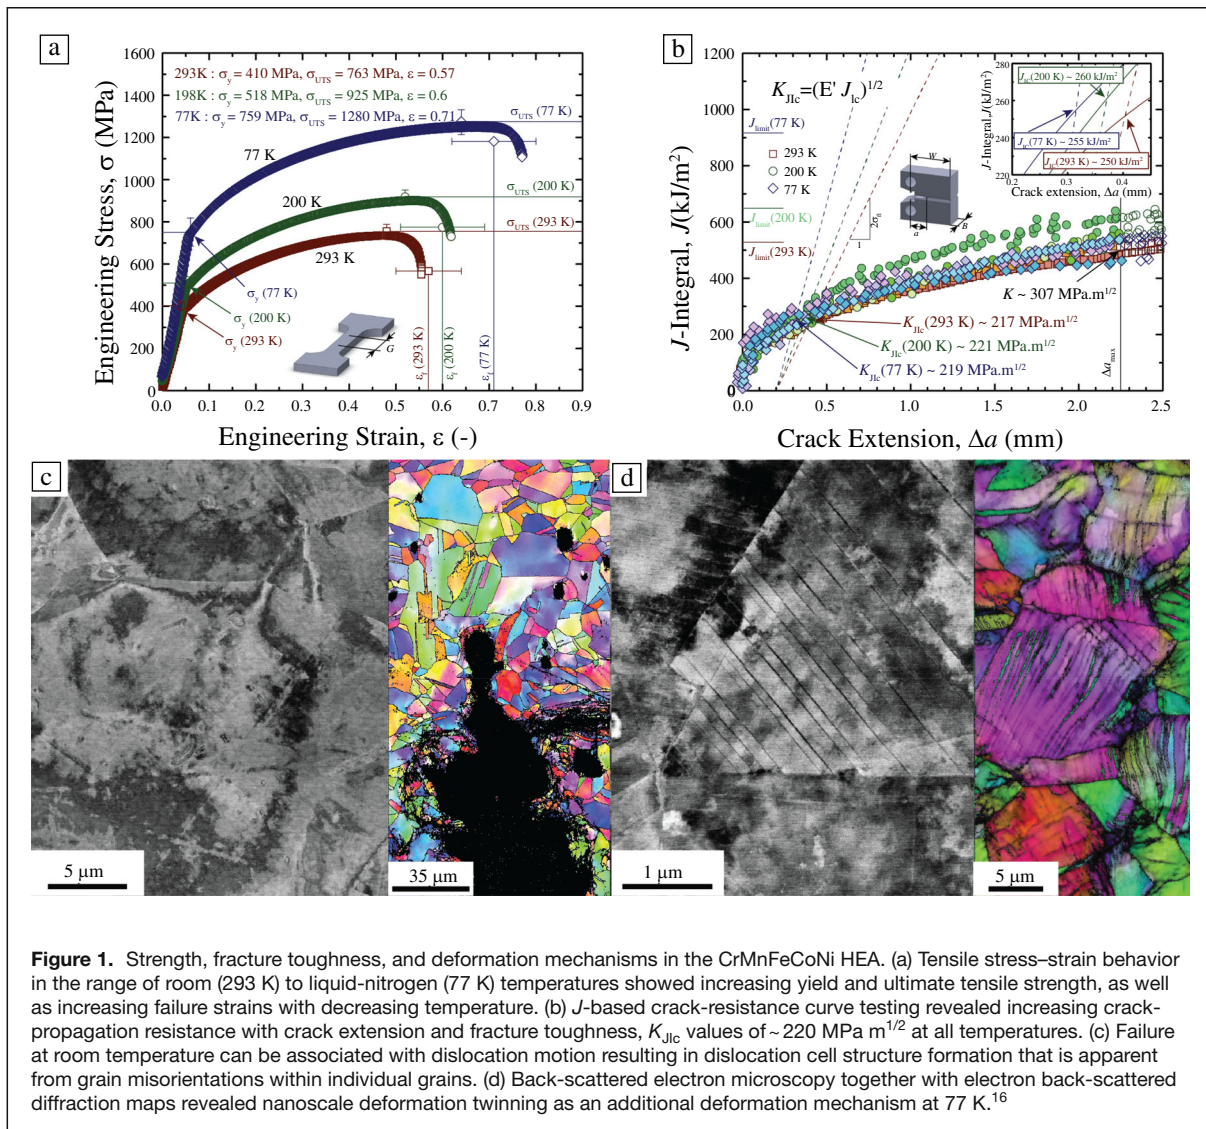 a
293K : σy = 410 MPa, σUTS = 763 MPa, ε = 0.57
198K : σy = 518 MPa, σUTS = 925 MPa, ε = 0.6
77K : σy = 759 MPa, σUTS = 1280 MPa, ε = 0.71
Engineering Stress, σ (MPa)
1600
1400
1200
1000
800
600
400
200
0
77 K
200 K
293 K
σUTS (77 K)
σUTS (200 K)
σUTS (293 K)
σy (77 K)
σy (200 K)
σy (293 K)
G
εf (293 K)
εf (200 K)
εf (77 K)
0.0 0.1 0.2 0.3 0.4 0.5 0.6 0.7 0.8 0.9
Engineering Strain, ε (-)
b
J-Integral, J(kJ/m²)
1200
1000
800
600
400
200
0
KJIc=(E' JIc)1/2
Jlimit(77 K)
293 K
200 K
77 K
Jlimit(200 K)
Jlimit(293 K)
2σfl
1
W
a
B
J-Integral, J(kJ/m²)
280
260
240
220
JIc(200 K) ~ 260 kJ/m²
JIc(77 K) ~ 255 kJ/m²
JIc(293 K) ~ 250 kJ/m²
0.2 0.3 0.4
Crack extension, Δa (mm)
K ~ 307 MPa.m1/2
KJIc(293 K) ~ 217 MPa.m1/2
KJIc(200 K) ~ 221 MPa.m1/2
KJIc(77 K) ~ 219 MPa.m1/2
Δamax
0.0 0.5 1.0 1.5 2.0 2.5
Crack Extension, Δa (mm)
c
5 μm
35 μm
d
1 μm
5 μm
Figure 1. Strength, fracture toughness, and deformation mechanisms in the CrMnFeCoNi HEA. (a) Tensile stress–strain behavior
in the range of room (293 K) to liquid-nitrogen (77 K) temperatures showed increasing yield and ultimate tensile strength, as well
as increasing failure strains with decreasing temperature. (b) J-based crack-resistance curve testing revealed increasing crack-
propagation resistance with crack extension and fracture toughness, KJIc values of ~220 MPa m1/2 at all temperatures. (c) Failure
at room temperature can be associated with dislocation motion resulting in dislocation cell structure formation that is apparent
from grain misorientations within individual grains. (d) Back-scattered electron microscopy together with electron back-scattered
diffraction maps revealed nanoscale deformation twinning as an additional deformation mechanism at 77 K.16